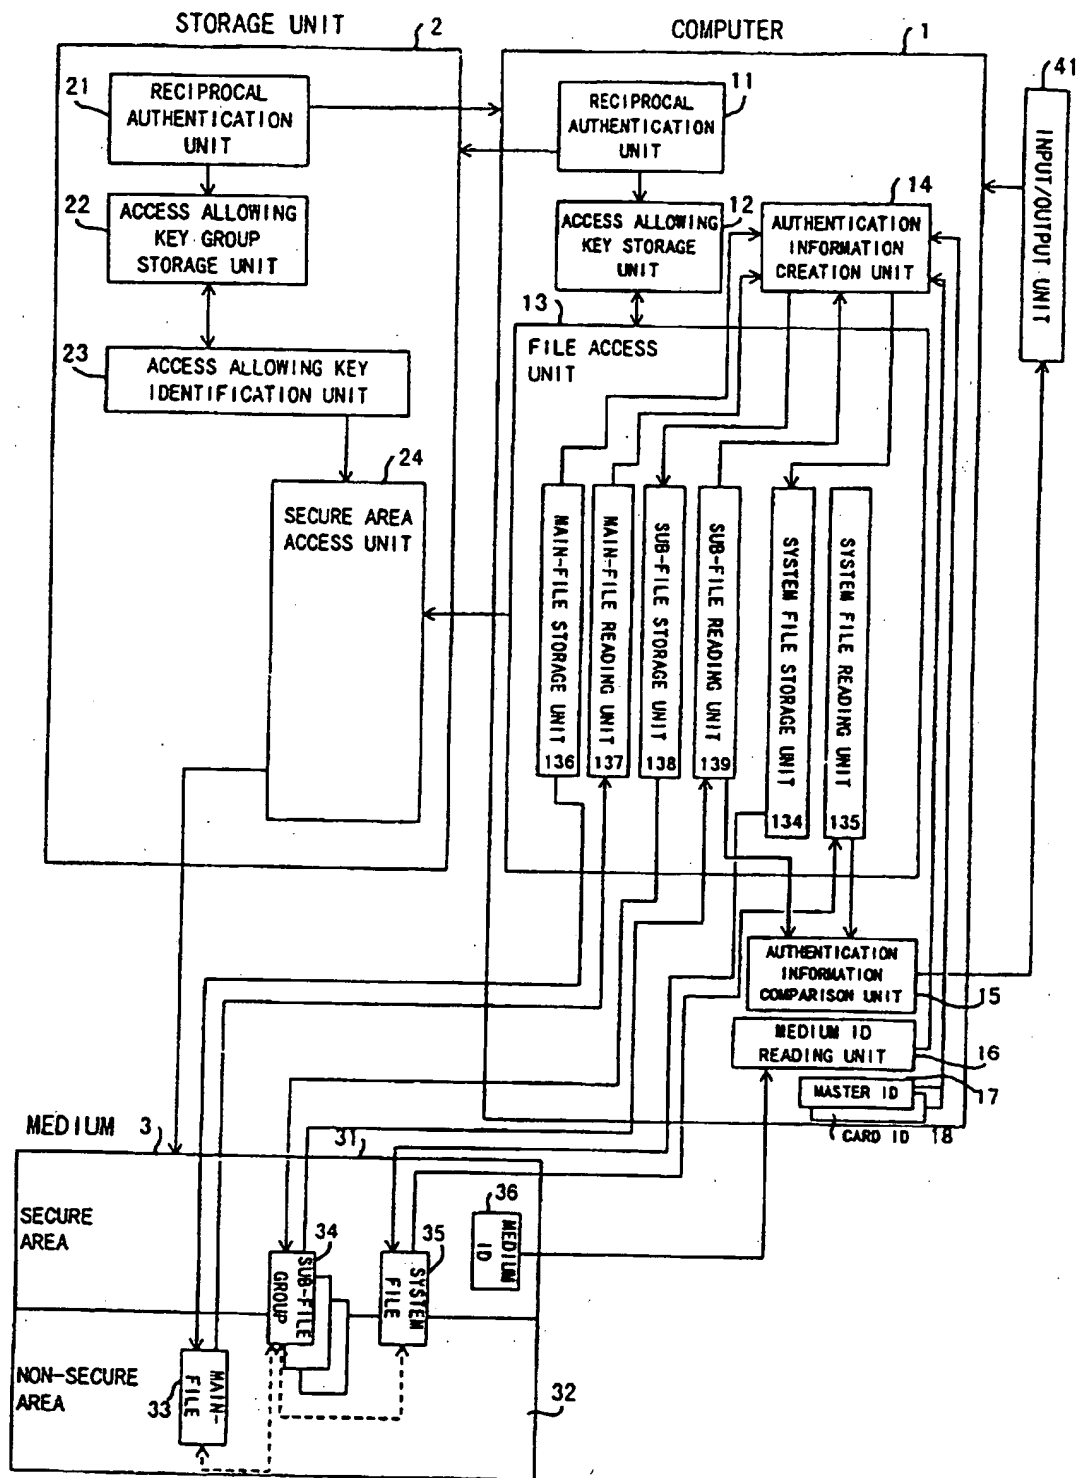 STORAGE UNIT
2
COMPUTER
1
41
INPUT/OUTPUT UNIT
21
RECIPROCAL
AUTHENTICATION
UNIT
11
RECIPROCAL
AUTHENTICATION
UNIT
22
ACCESS ALLOWING
KEY GROUP
STORAGE UNIT
12
ACCESS ALLOWING
KEY STORAGE
UNIT
14
AUTHENTICATION
INFORMATION
CREATION UNIT
23
ACCESS ALLOWING KEY
IDENTIFICATION UNIT
13
FILE ACCESS
UNIT
24
SECURE AREA
ACCESS UNIT
MAIN-FILE STORAGE UNIT
136
MAIN-FILE READING UNIT
137
SUB-FILE STORAGE UNIT
138
SUB-FILE READING UNIT
139
SYSTEM FILE STORAGE UNIT
134
SYSTEM FILE READING UNIT
135
AUTHENTICATION
INFORMATION
COMPARISON UNIT
15
MEDIUM ID
READING UNIT
16
17
MASTER ID
CARD ID
18
MEDIUM
3
31
SECURE
AREA
34
SUB-FILE
GROUP
35
SYSTEM
FILE
36
MEDIUM
ID
NON-SECURE
AREA
33
MAIN-
FILE
32